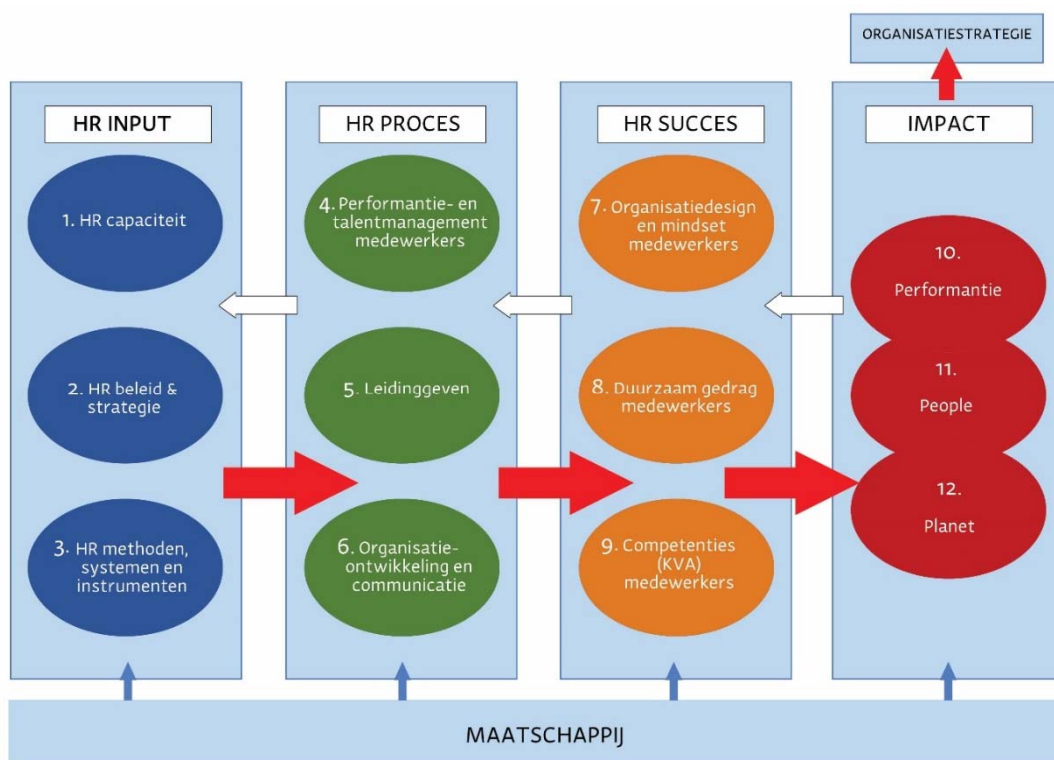 ORGANISATIESTRATEGIE
HR INPUT
1. HR capaciteit
2. HR beleid &
strategie
3. HR methoden,
systemen en
instrumenten
HR PROCES
4. Performantie- en
talentmanagement
medewerkers
5. Leidinggeven
6. Organisatie-
ontwikkeling en
communicatie
HR SUCCES
7. Organisatiedesign
en mindset
medewerkers
8. Duurzaam gedrag
medewerkers
9. Competenties
(KVA)
medewerkers
IMPACT
10.
Performantie
11.
People
12.
Planet
MAATSCHAPPIJ